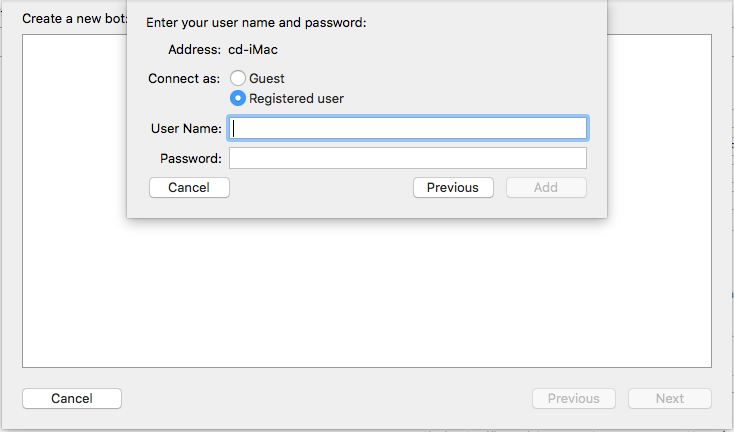 Create a new bot:
Enter your user name and password:
Address: cd-iMac
Connect as: Guest
Registered user
User Name:
Password:
Cancel Previous Add
Cancel Previous Next